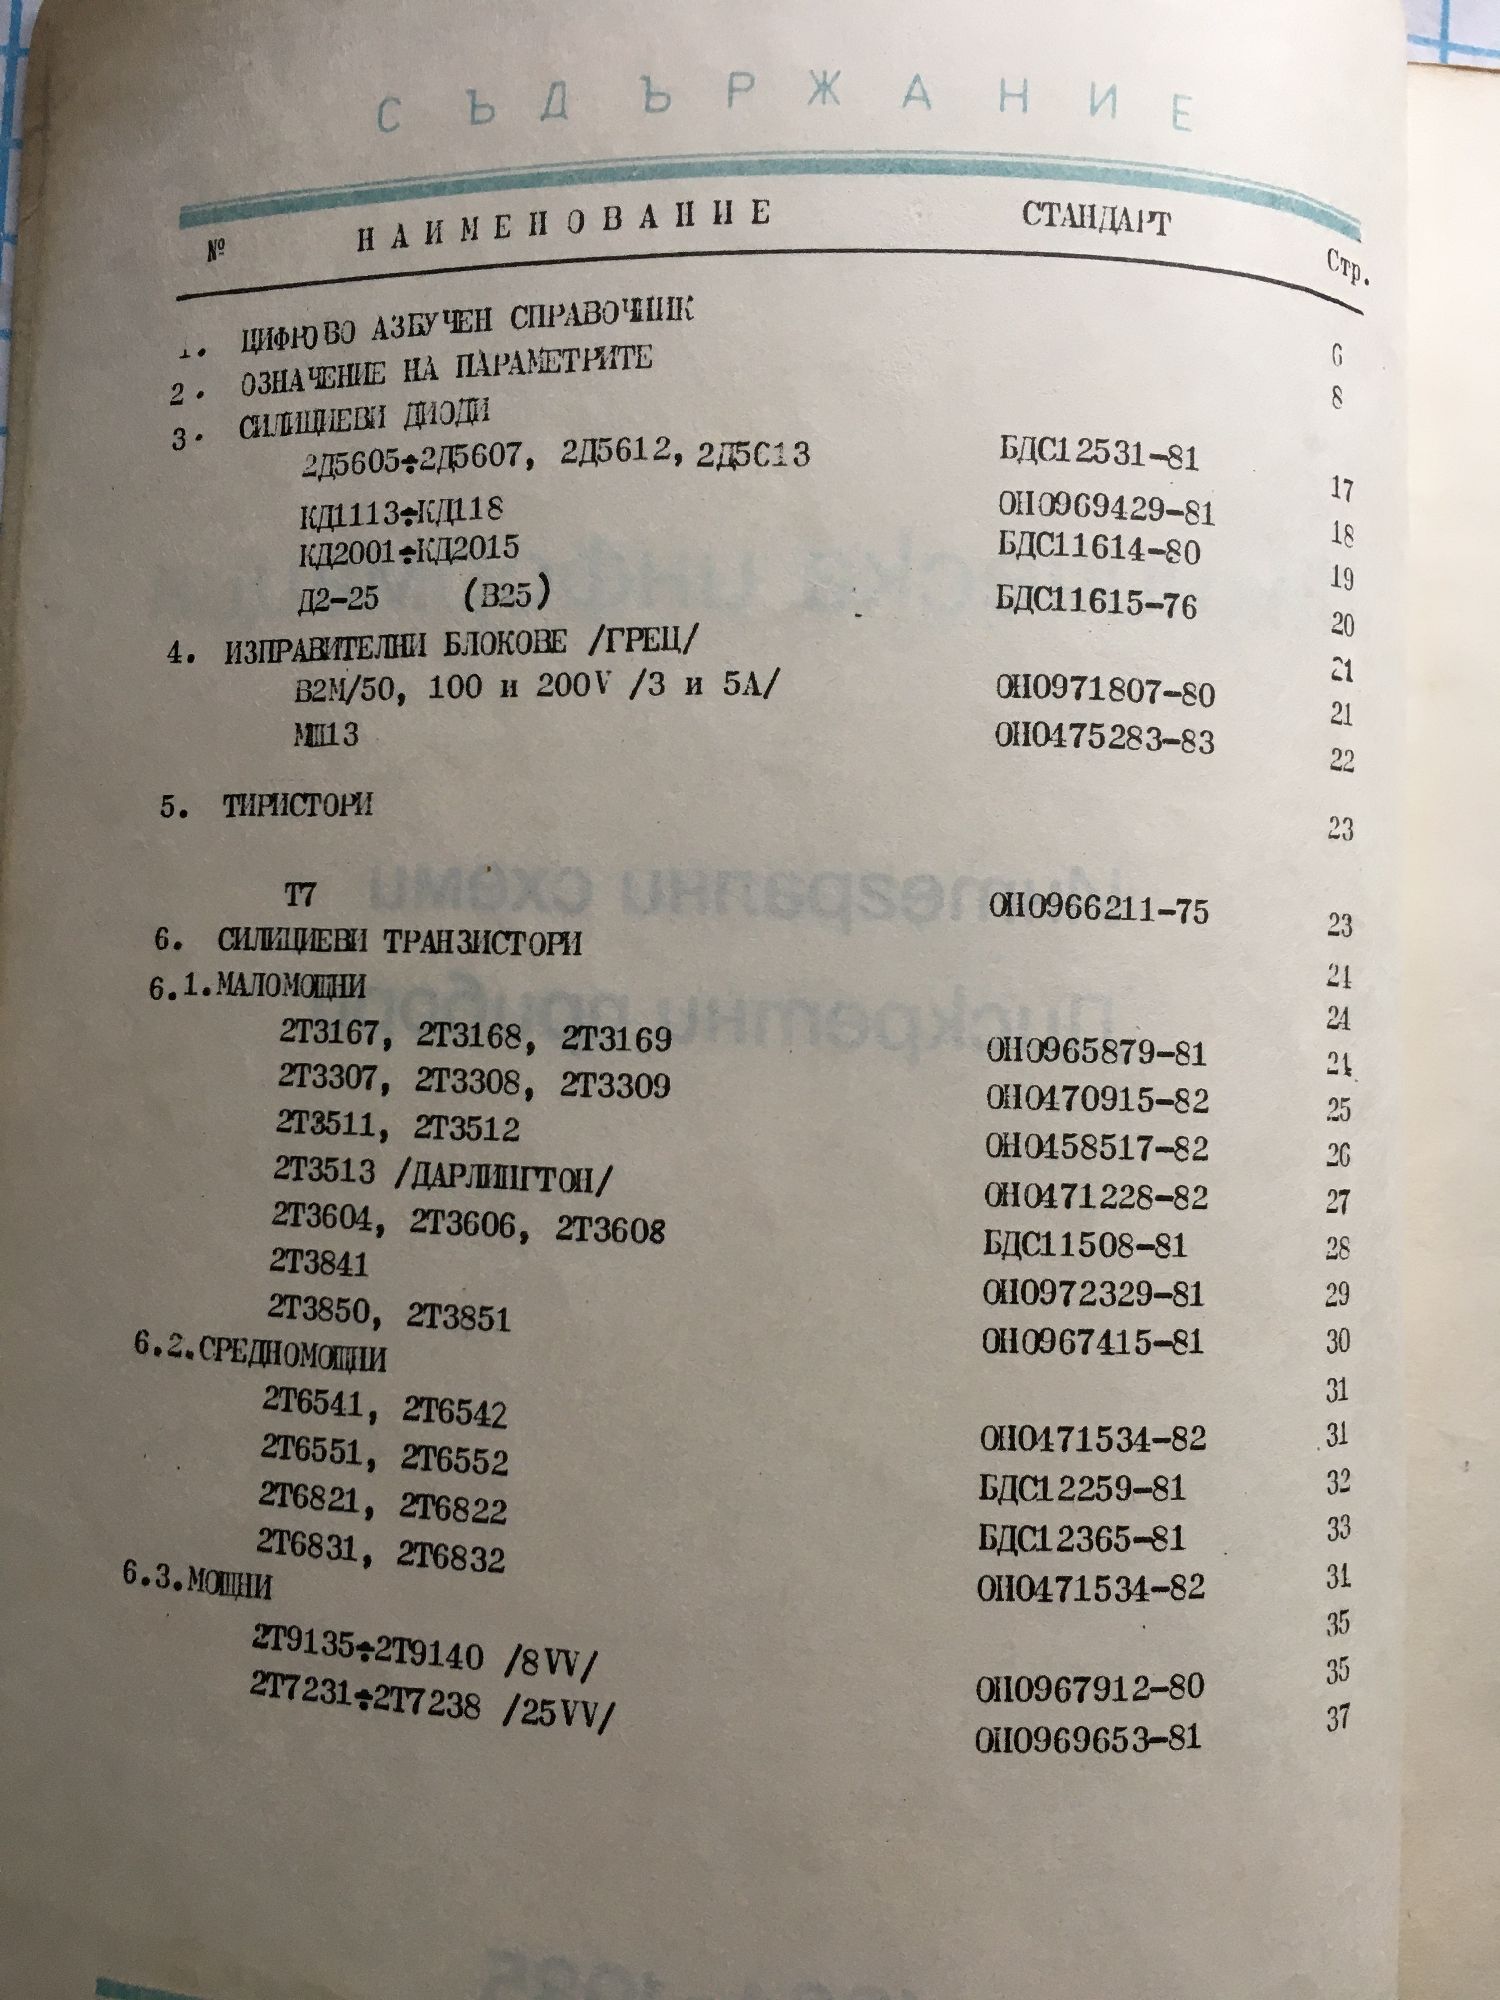 СЪДЪРЖАНИЕ
№ НАИМЕНОВАНИЕ СТАНДАРТ Стр.
1. ЦИФРОВО АЗБУЧЕН СПРАВОЧНИК 6
2. ОЗНАЧЕНИЕ НА ПАРАМЕТРИТЕ 8
3. СИЛИЦИЕВИ ДИОДИ
2Д5605÷2Д5607, 2Д5612, 2Д5613 БДС12531-81 17
КД1113÷КД118 ОН0969429-81 18
КД2001÷КД2015 БДС11614-80 19
Д2-25 (В25) БДС11615-76 20
4. ИЗПРАВИТЕЛНИ БЛОКОВЕ /ГРЕЦ/ 21
В2М/50, 100 и 200V /3 и 5А/ ОН0971807-80 21
МП13 ОН0475283-83 22
5. ТИРИСТОРИ 23
Т7 ОН0966211-75 23
6. СИЛИЦИЕВИ ТРАНЗИСТОРИ 24
6.1.МАЛОМОЩНИ 24
2Т3167, 2Т3168, 2Т3169 ОН0965879-81 24
2Т3307, 2Т3308, 2Т3309 ОН0470915-82 25
2Т3511, 2Т3512 ОН0458517-82 26
2Т3513 /ДАРЛИНГТОН/ ОН0471228-82 27
2Т3604, 2Т3606, 2Т3608 БДС11508-81 28
2Т3841 ОН0972329-81 29
2Т3850, 2Т3851 ОН0967415-81 30
6.2.СРЕДНОМОЩНИ 31
2Т6541, 2Т6542 ОН0471534-82 31
2Т6551, 2Т6552 БДС12259-81 32
2Т6821, 2Т6822 БДС12365-81 33
2Т6831, 2Т6832 ОН0471534-82 34
6.3.МОЩНИ 35
2Т9135÷2Т9140 /8VV/ ОН0967912-80 35
2Т7231÷2Т7238 /25VV/ ОН0969653-81 37